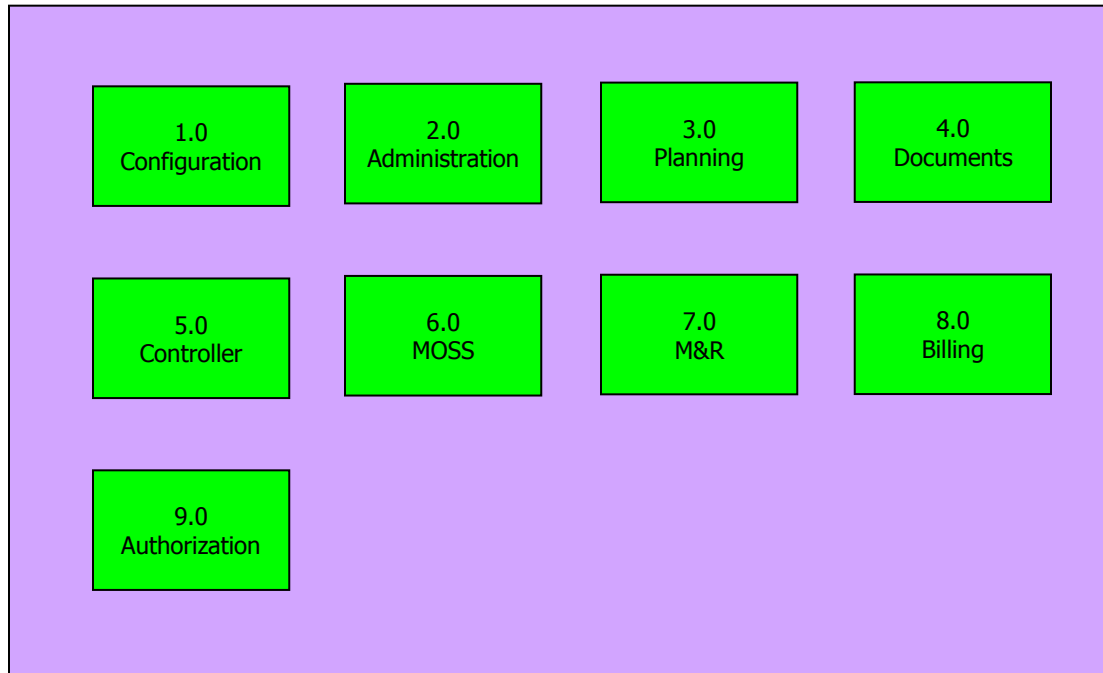 1.0
Configuration
2.0
Administration
3.0
Planning
4.0
Documents
5.0
Controller
6.0
MOSS
7.0
M&R
8.0
Billing
9.0
Authorization